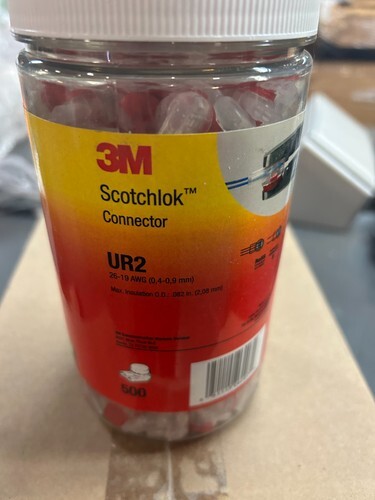 3M
Scotchlok™
Connector
UR2
26-19 AWG (0,4-0,9 mm)
Max. Insulation O.D. .082 in. (2,08 mm)
500